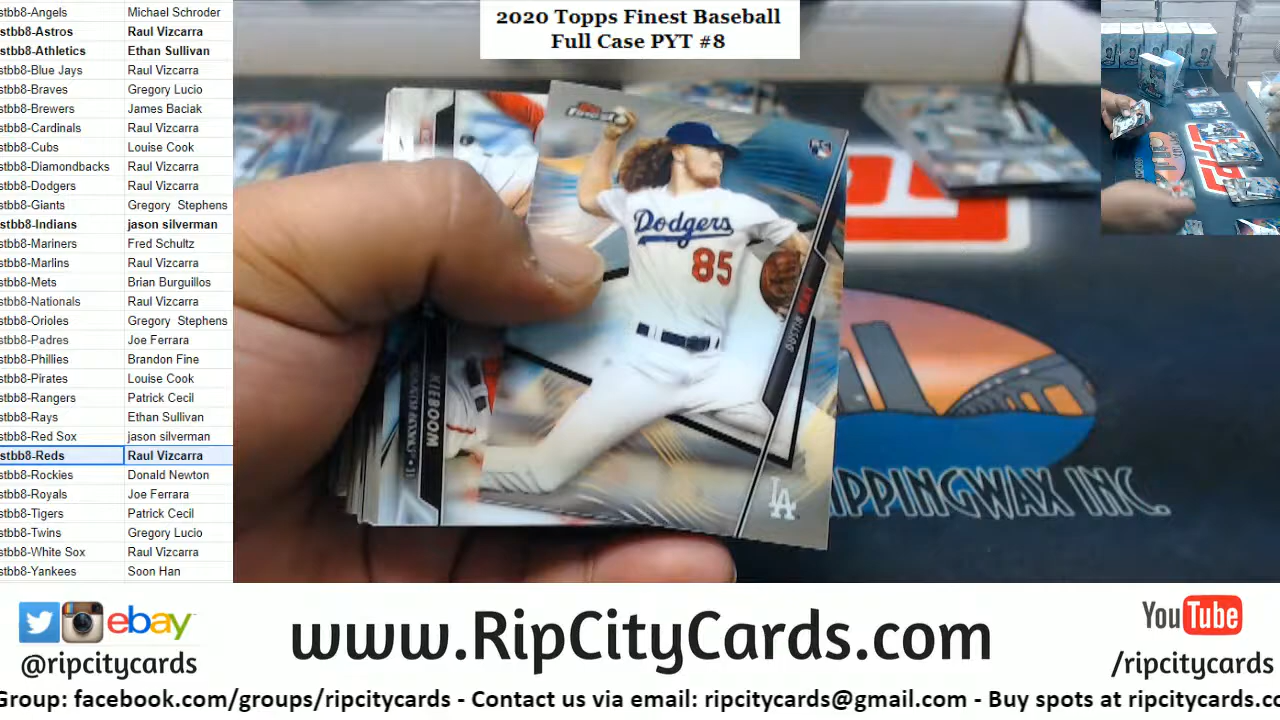 2020 Topps Finest Baseball
Full Case PYT #8
stbb8-Angels Michael Schroder
stbb8-Astros Raul Vizcarra
stbb8-Athletics Ethan Sullivan
stbb8-Blue Jays Raul Vizcarra
stbb8-Braves Gregory Lucio
stbb8-Brewers James Baciak
stbb8-Cardinals Raul Vizcarra
stbb8-Cubs Louise Cook
stbb8-Diamondbacks Raul Vizcarra
stbb8-Dodgers Raul Vizcarra
stbb8-Giants Gregory Stephens
stbb8-Indians jason silverman
stbb8-Mariners Fred Schultz
stbb8-Marlins Raul Vizcarra
stbb8-Mets Brian Burguillos
stbb8-Nationals Raul Vizcarra
stbb8-Orioles Gregory Stephens
stbb8-Padres Joe Ferrara
stbb8-Phillies Brandon Fine
stbb8-Pirates Louise Cook
stbb8-Rangers Patrick Cecil
stbb8-Rays Ethan Sullivan
stbb8-Red Sox jason silverman
stbb8-Reds Raul Vizcarra
stbb8-Rockies Donald Newton
stbb8-Royals Joe Ferrara
stbb8-Tigers Patrick Cecil
stbb8-Twins Gregory Lucio
stbb8-White Sox Raul Vizcarra
stbb8-Yankees Soon Han
Finest
Dodgers
85
DUSTIN MAY
LA
KIEBOOM
RIPPINGWAX INC.
ebay
@ripcitycards
www.RipCityCards.com
YouTube
/ripcitycards
Group: facebook.com/groups/ripcitycards - Contact us via email: ripcitycards@gmail.com - Buy spots at ripcitycards.co